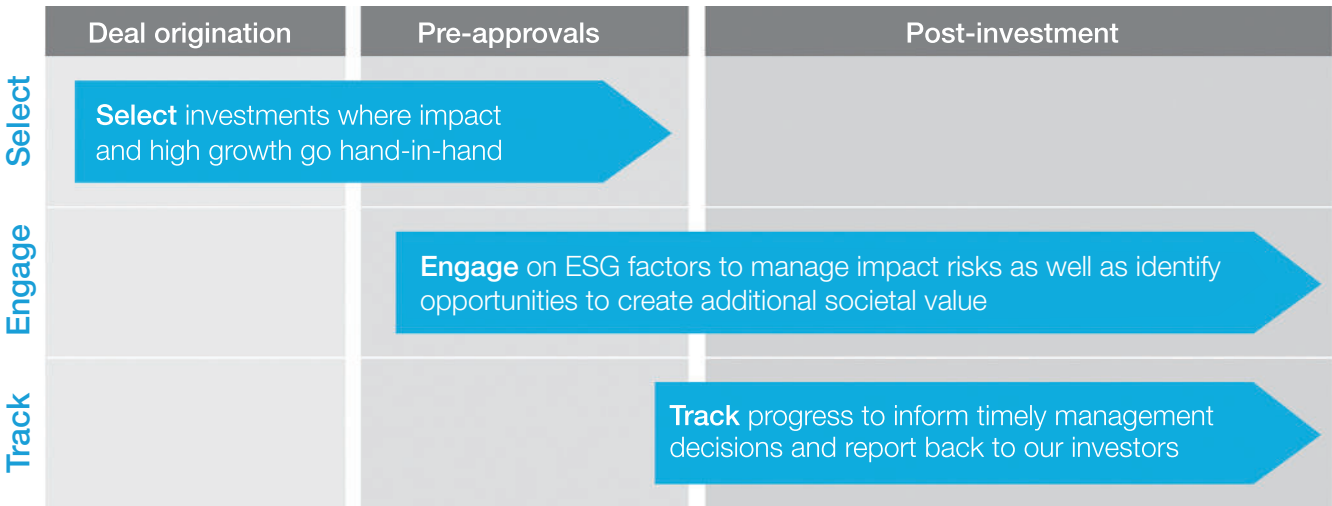 Deal origination
Pre-approvals
Post-investment
Select
Select investments where impact
and high growth go hand-in-hand
Engage
Engage on ESG factors to manage impact risks as well as identify
opportunities to create additional societal value
Track
Track progress to inform timely management
decisions and report back to our investors